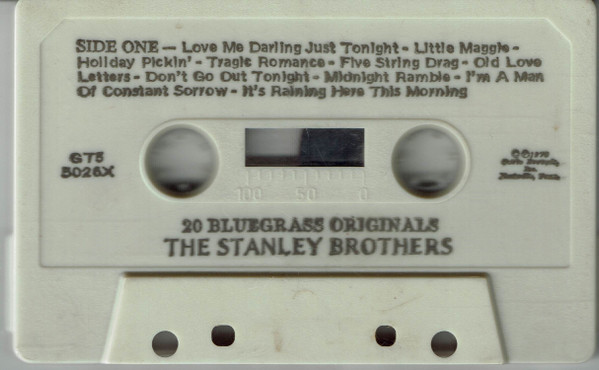 SIDE ONE — Love Me Darling Just Tonight - Little Maggie -
Holiday Pickin' - Tragic Romance - Five String Drag - Old Love
Letters - Don't Go Out Tonight - Midnight Ramble - I'm A Man
Of Constant Sorrow - It's Raining Here This Morning
GT5
5026X
100 50 0
20 BLUEGRASS ORIGINALS
THE STANLEY BROTHERS